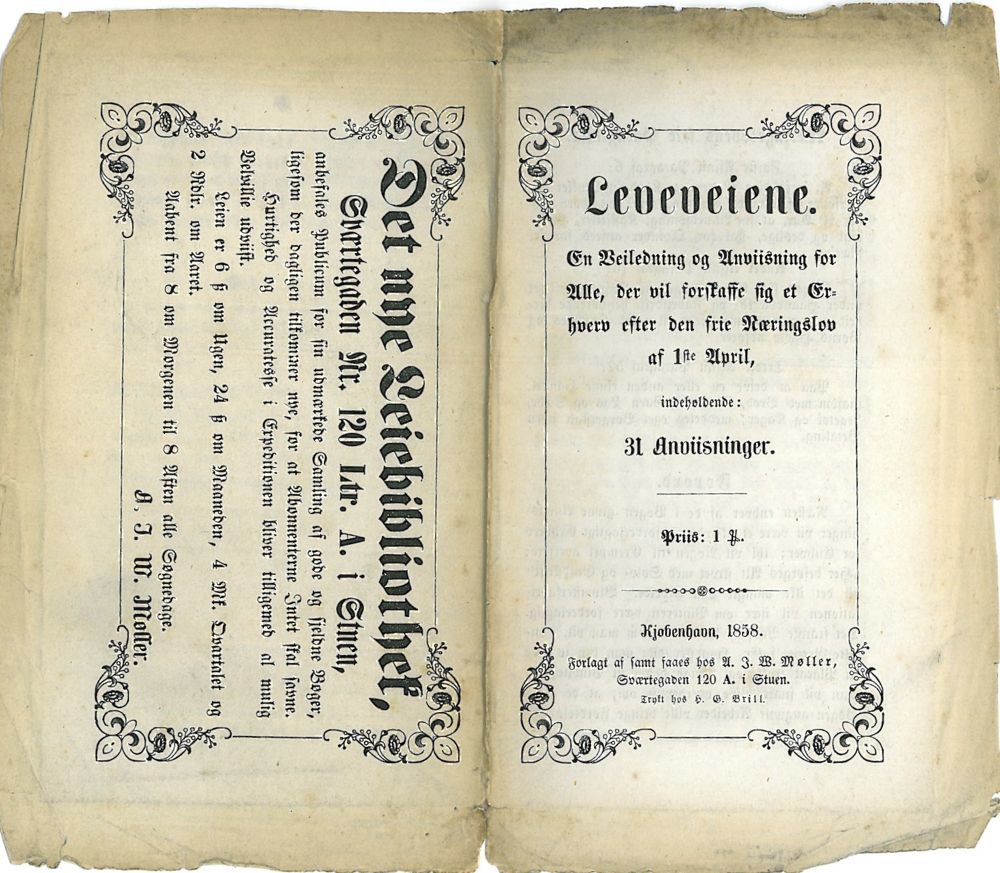 Det nye Leiebibliothek,
Sværtegaden Nr. 120 Ltr. A. i Stuen,
anbefales Publicum for sin udmærkede Samling af gode og sjeldne Bøger,
ligesom der dagligen tilkommer nye, for at Abonnenterne Intet skal savne.
Hurtighed og Accuratesse i Expeditionen bliver tilligemed al mulig
Velvillie udviist.
Leien er 6 ß om Ugen, 24 ß om Maaneden, 4 Mk. Qvartalet og
2 Rdlr. om Aaret.
Aabent fra 8 om Morgenen til 8 Aften alle Søgnedage.
A. J. W. Møller.
Leveveiene.
En Veiledning og Anviisning for
Alle, der vil forskaffe sig et Er-
hverv efter den frie Næringslov
af 1ste April,
indeholdende:
31 Anviisninger.
Priis: 1 ꝟ.
Kjøbenhavn, 1858.
Forlagt af samt faaes hos A. J. W. Møller,
Sværtegaden 120 A. i Stuen.
Trykt hos H. G. Brill.